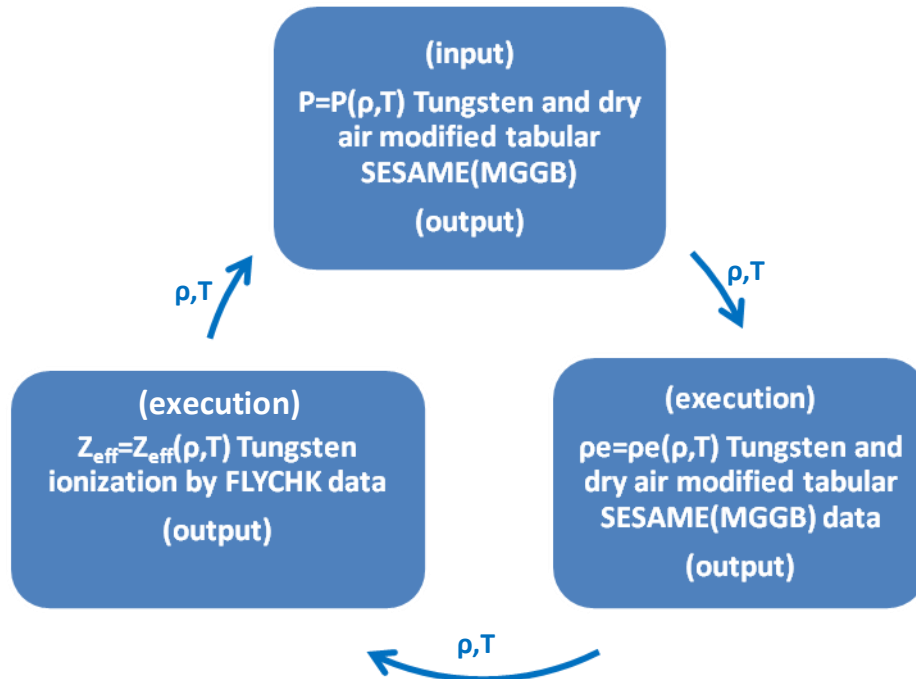 (input)
P=P(ρ,T) Tungsten and dry
air modified tabular
SESAME(MGGB)
(output)
ρ,T
ρ,T
(execution)
Zeff=Zeff(ρ,T) Tungsten
ionization by FLYCHK data
(output)
(execution)
ρe=ρe(ρ,T) Tungsten and
dry air modified tabular
SESAME(MGGB) data
(output)
ρ,T